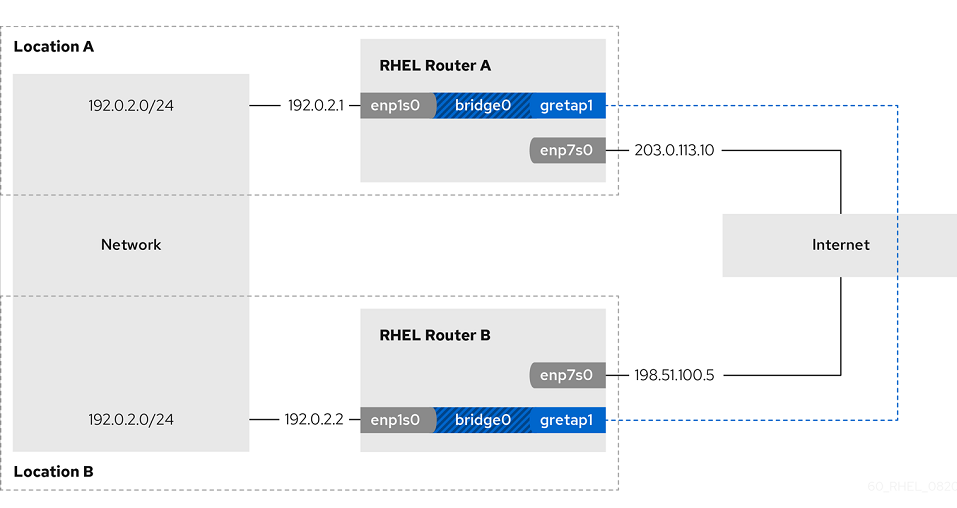 Location A
RHEL Router A
192.0.2.0/24
192.0.2.1
enp1s0
bridge0
gretap1
enp7s0
203.0.113.10
Network
Internet
RHEL Router B
enp7s0
198.51.100.5
192.0.2.0/24
192.0.2.2
enp1s0
bridge0
gretap1
Location B